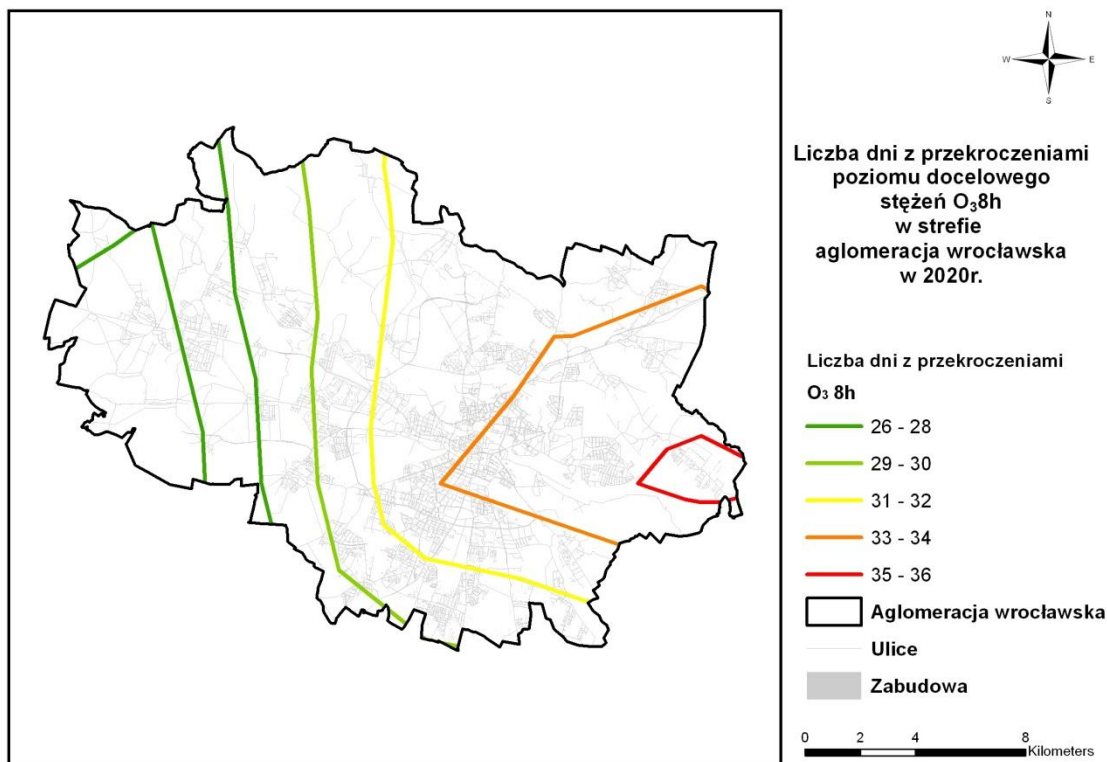 N
W E
S
Liczba dni z przekroczeniami
poziomu docelowego
stężeń O₃8h
w strefie
aglomeracja wrocławska
w 2020r.
Liczba dni z przekroczeniami
O₃ 8h
26 - 28
29 - 30
31 - 32
33 - 34
35 - 36
Aglomeracja wrocławska
Ulice
Zabudowa
0 2 4 8
Kilometers